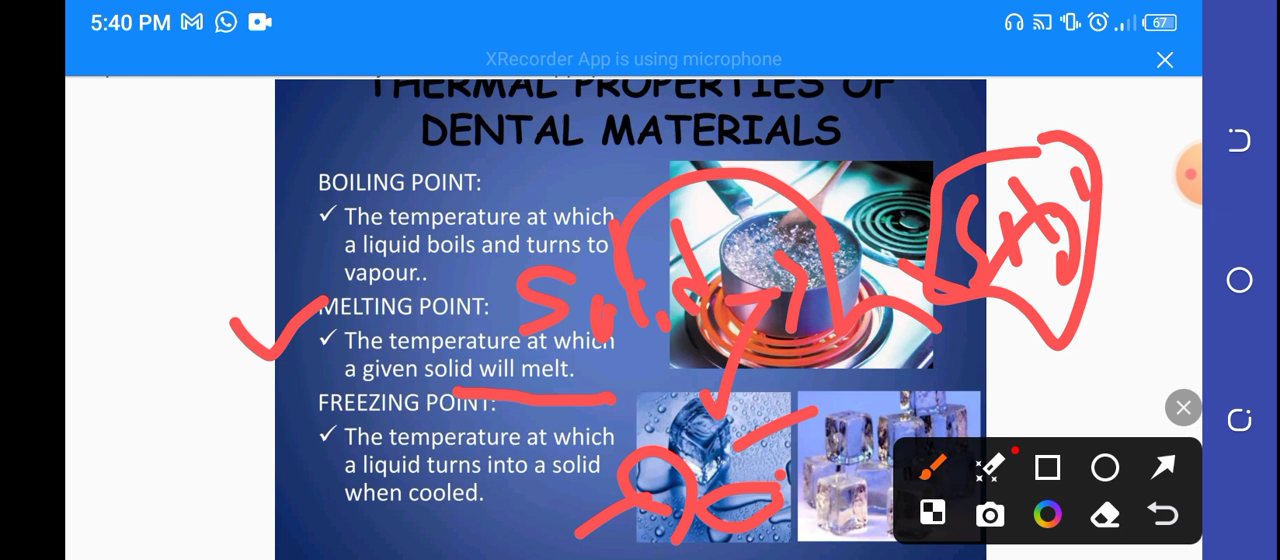 5:40 PM
67
XRecorder App is using microphone
THERMAL PROPERTIES OF
DENTAL MATERIALS
BOILING POINT:
✓ The temperature at which
a liquid boils and turns to
vapour..
MELTING POINT:
✓ The temperature at which
a given solid will melt.
FREEZING POINT:
✓ The temperature at which
a liquid turns into a solid
when cooled.